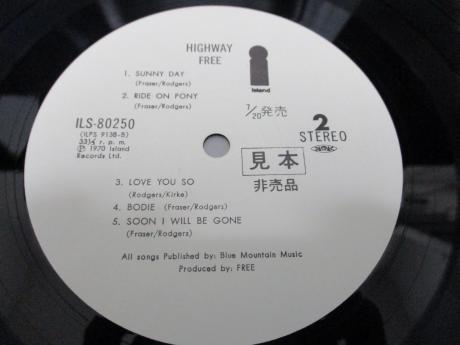 HIGHWAY
FREE
1. SUNNY DAY
(Fraser/Rodgers)
2. RIDE ON PONY
(Fraser/Rodgers)
island
7/20発売
ILS-80250
(ILPS 9138-B)
33⅓ r. p. m.
Ⓟ 1970 Island
Records Ltd.
2
STEREO
見本
非売品
3. LOVE YOU SO
(Rodgers/Kirke)
4. BODIE (Fraser/Rodgers)
5. SOON I WILL BE GONE
(Fraser/Rodgers)
All songs Published by: Blue Mountain Music
Produced by: FREE